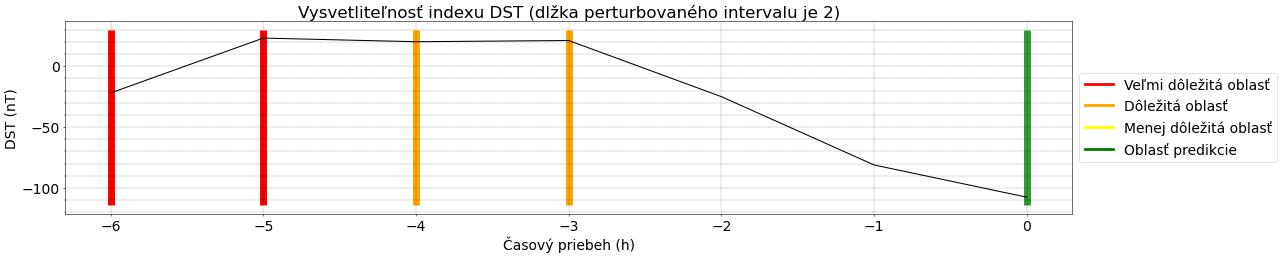 Vysvetliteľnosť indexu DST (dlžka perturbovaného intervalu je 2)
0
−50
−100
DST (nT)
−6 −5 −4 −3 −2 −1 0
Časový priebeh (h)
Veľmi dôležitá oblasť
Dôležitá oblasť
Menej dôležitá oblasť
Oblasť predikcie